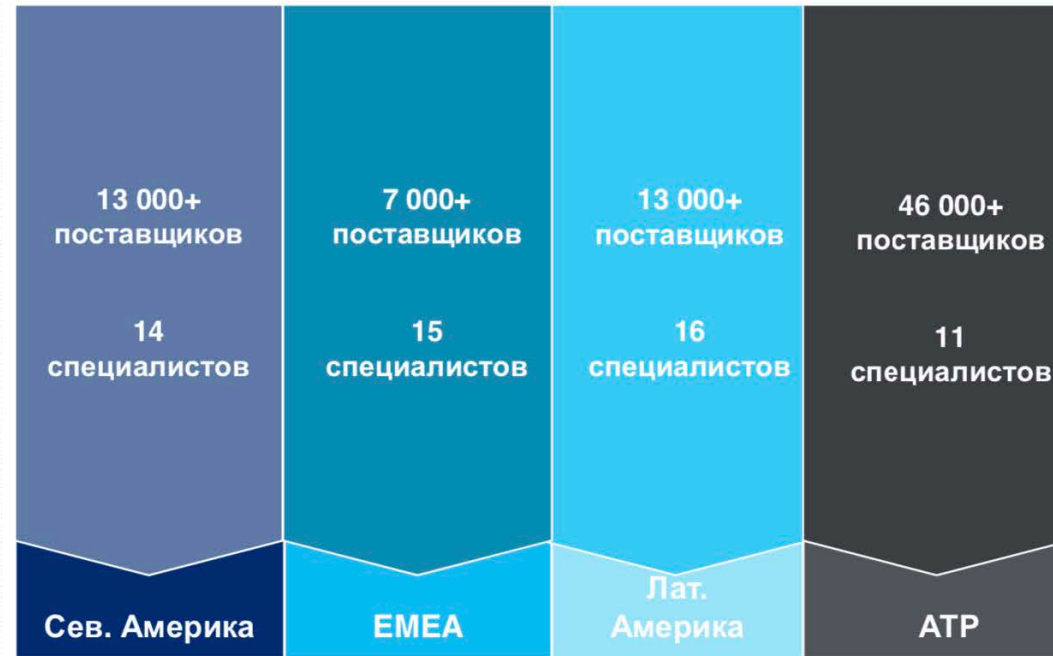 13 000+
поставщиков
14
специалистов
Сев. Америка
7 000+
поставщиков
15
специалистов
EMEA
13 000+
поставщиков
16
специалистов
Лат.
Америка
46 000+
поставщиков
11
специалистов
АТР